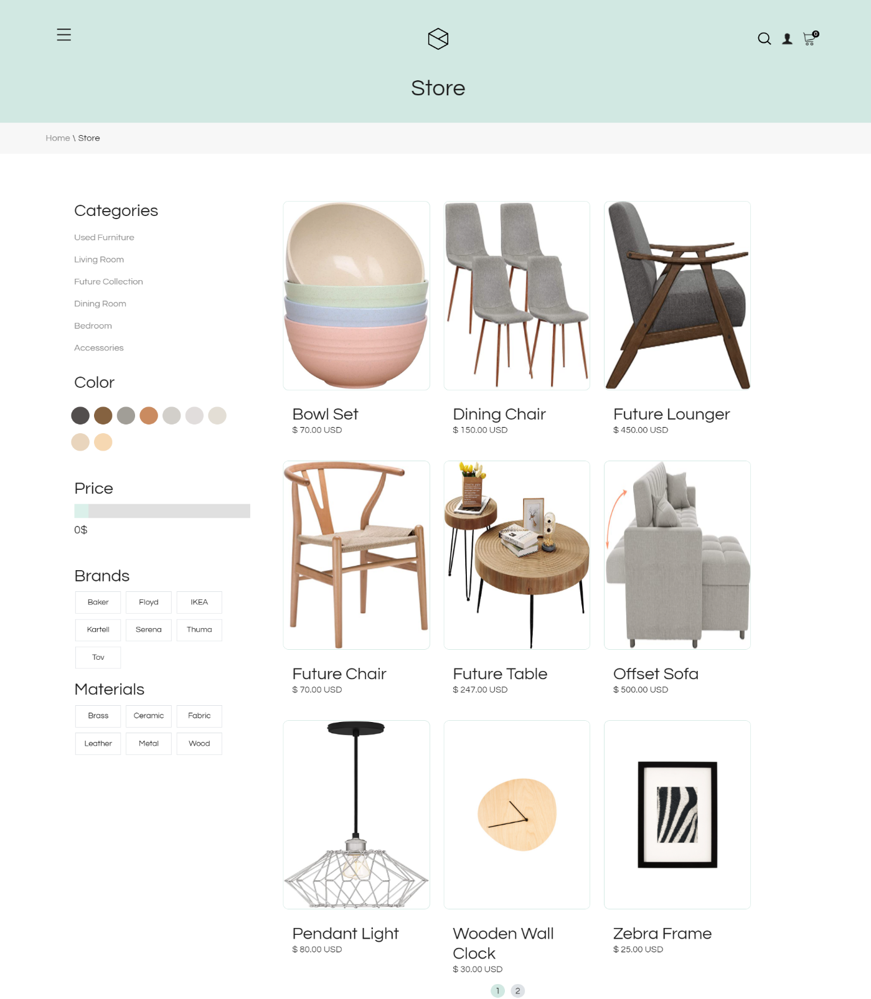 0
Store
Home \ Store
Categories
Used Furniture
Living Room
Future Collection
Dining Room
Bedroom
Accessories
Color
Price
0$
Brands
Baker
Floyd
IKEA
Kartell
Serena
Thuma
Tov
Materials
Brass
Ceramic
Fabric
Leather
Metal
Wood
Bowl Set
$ 70.00 USD
Dining Chair
$ 150.00 USD
Future Lounger
$ 450.00 USD
Future Chair
$ 70.00 USD
Future Table
$ 247.00 USD
Offset Sofa
$ 500.00 USD
Pendant Light
$ 80.00 USD
Wooden Wall
Clock
$ 30.00 USD
Zebra Frame
$ 25.00 USD
1 2